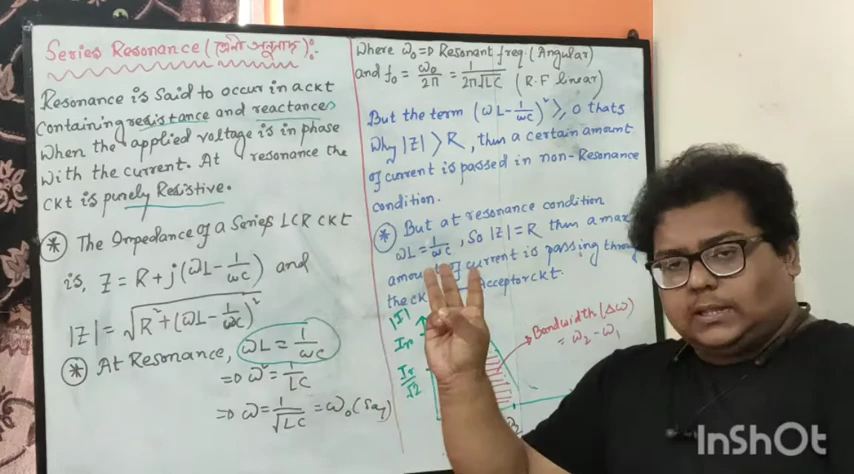 Series Resonance (শ্রেণী অনুনাদ):
Resonance is said to occur in a ckt
containing resistance and reactances
when the applied voltage is in phase
with the current. At resonance the
ckt is purely Resistive.
* The Impedance of a Series LCR ckt
is, Z = R + j(ωL - 1/ωC) and
|Z| = √(R² + (ωL - 1/ωC)²)
* At Resonance, ωL = 1/ωC
⇒ ω² = 1/LC
⇒ ω = 1/√LC = ω₀ (say)
Where ω₀ ⇒ Resonant freq. (Angular)
and f₀ = ω₀/2π = 1/2π√LC (R.F linear)
But the term (ωL - 1/ωC)² ≥ 0 thats
why |Z| > R, then a certain amount
of current is passed in non-Resonance
condition.
* But at resonance condition
ωL = 1/ωC, So |Z| = R then a max
of current is passing through
the ck Acceptor ckt.
|I|
Ir
Ir/√2
Bandwidth (Δω)
= ω₂ - ω₁
InShOt